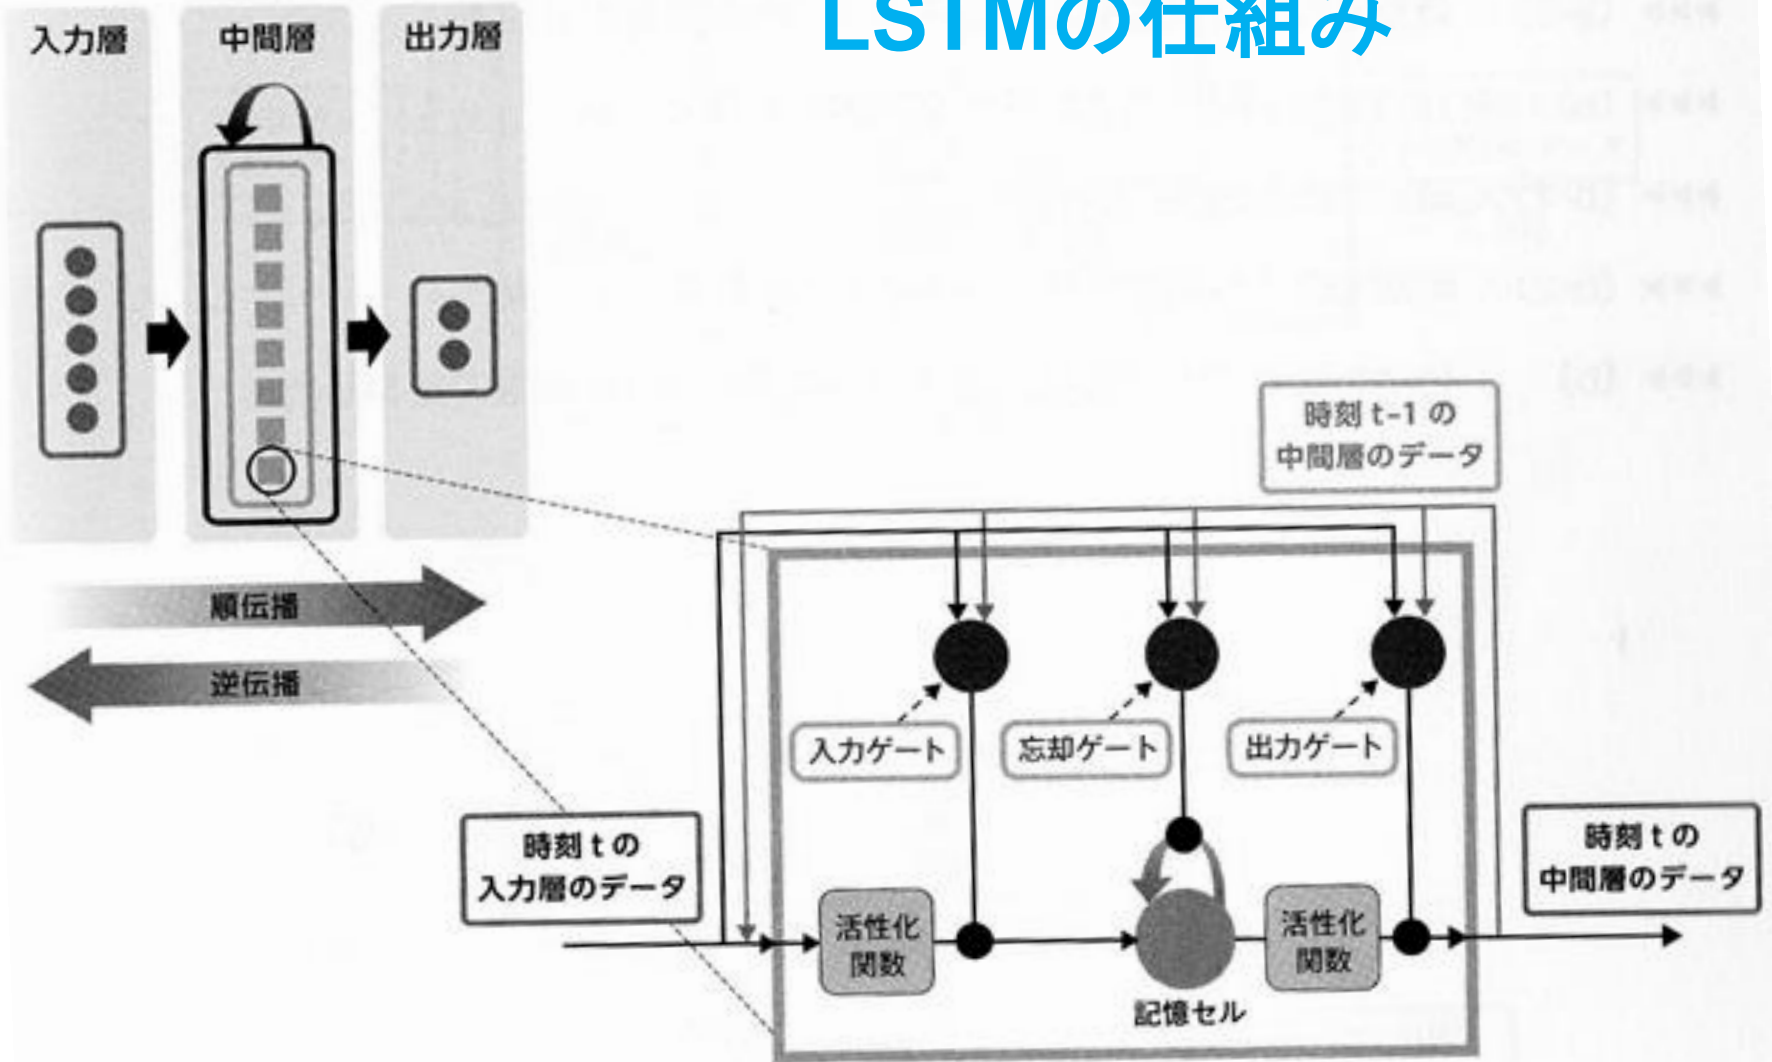 LSTMの仕組み
入力層
中間層
出力層
順伝播
逆伝播
時刻 t-1 の
中間層のデータ
入力ゲート
忘却ゲート
出力ゲート
時刻 t の
入力層のデータ
活性化
関数
活性化
関数
時刻 t の
中間層のデータ
記憶セル